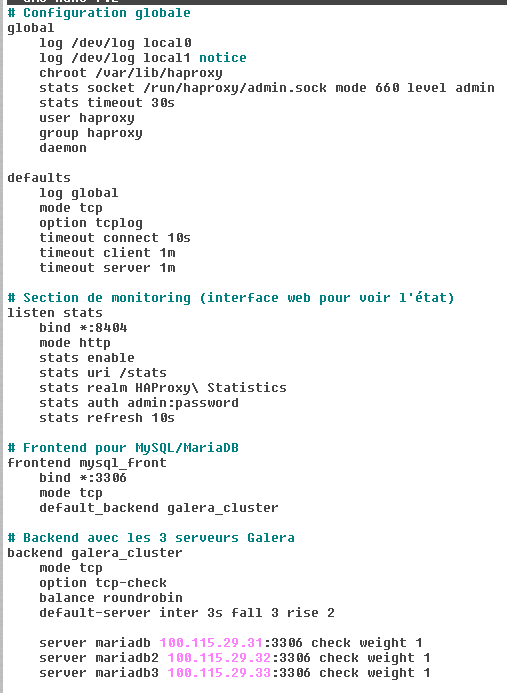 # Configuration globale
global
    log /dev/log local0
    log /dev/log local1 notice
    chroot /var/lib/haproxy
    stats socket /run/haproxy/admin.sock mode 660 level admin
    stats timeout 30s
    user haproxy
    group haproxy
    daemon

defaults
    log global
    mode tcp
    option tcplog
    timeout connect 10s
    timeout client 1m
    timeout server 1m

# Section de monitoring (interface web pour voir l'état)
listen stats
    bind *:8404
    mode http
    stats enable
    stats uri /stats
    stats realm HAProxy\ Statistics
    stats auth admin:password
    stats refresh 10s

# Frontend pour MySQL/MariaDB
frontend mysql_front
    bind *:3306
    mode tcp
    default_backend galera_cluster

# Backend avec les 3 serveurs Galera
backend galera_cluster
    mode tcp
    option tcp-check
    balance roundrobin
    default-server inter 3s fall 3 rise 2

    server mariadb 100.115.29.31:3306 check weight 1
    server mariadb2 100.115.29.32:3306 check weight 1
    server mariadb3 100.115.29.33:3306 check weight 1